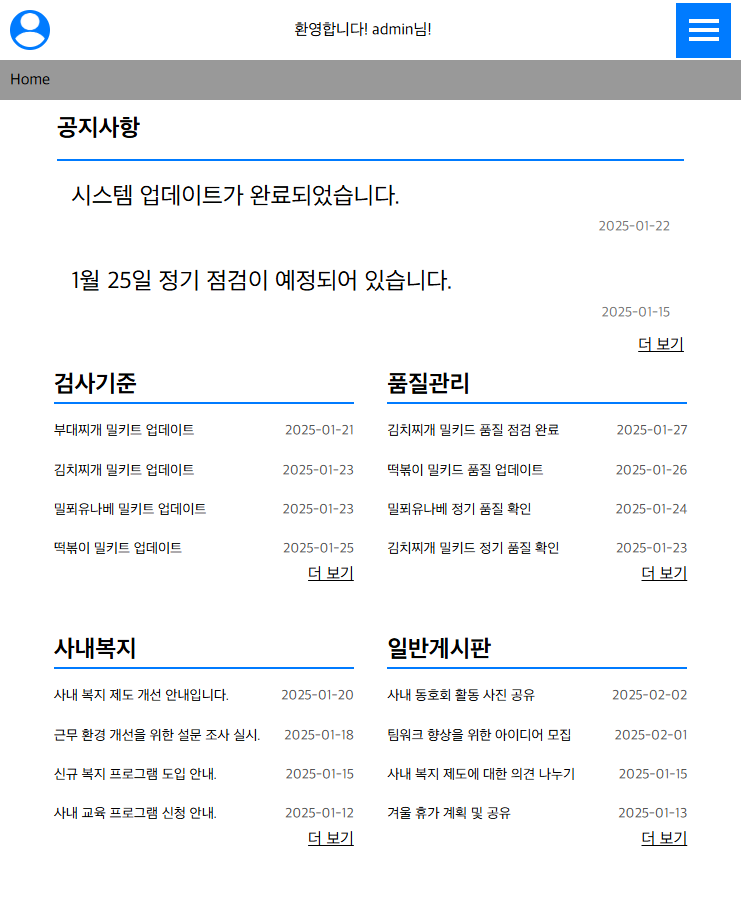 환영합니다! admin님!
Home
공지사항
시스템 업데이트가 완료되었습니다.
2025-01-22
1월 25일 정기 점검이 예정되어 있습니다.
2025-01-15
더 보기
검사기준
부대찌개 밀키트 업데이트 2025-01-21
김치찌개 밀키트 업데이트 2025-01-23
밀푀유나베 밀키트 업데이트 2025-01-23
떡볶이 밀키트 업데이트 2025-01-25
더 보기
품질관리
김치찌개 밀키드 품질 점검 완료 2025-01-27
떡볶이 밀키드 품질 업데이트 2025-01-26
밀푀유나베 정기 품질 확인 2025-01-24
김치찌개 밀키드 정기 품질 확인 2025-01-23
더 보기
사내복지
사내 복지 제도 개선 안내입니다. 2025-01-20
근무 환경 개선을 위한 설문 조사 실시. 2025-01-18
신규 복지 프로그램 도입 안내. 2025-01-15
사내 교육 프로그램 신청 안내. 2025-01-12
더 보기
일반게시판
사내 동호회 활동 사진 공유 2025-02-02
팀워크 향상을 위한 아이디어 모집 2025-02-01
사내 복지 제도에 대한 의견 나누기 2025-01-15
겨울 휴가 계획 및 공유 2025-01-13
더 보기